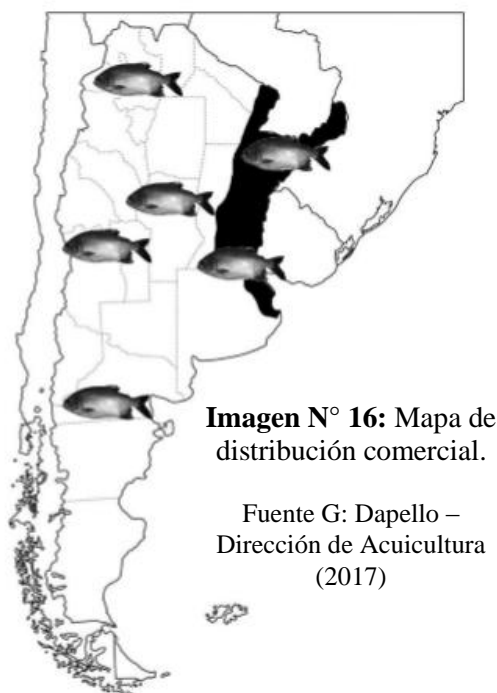 Imagen N° 16: Mapa de
distribución comercial.
Fuente G: Dapello –
Dirección de Acuicultura
(2017)